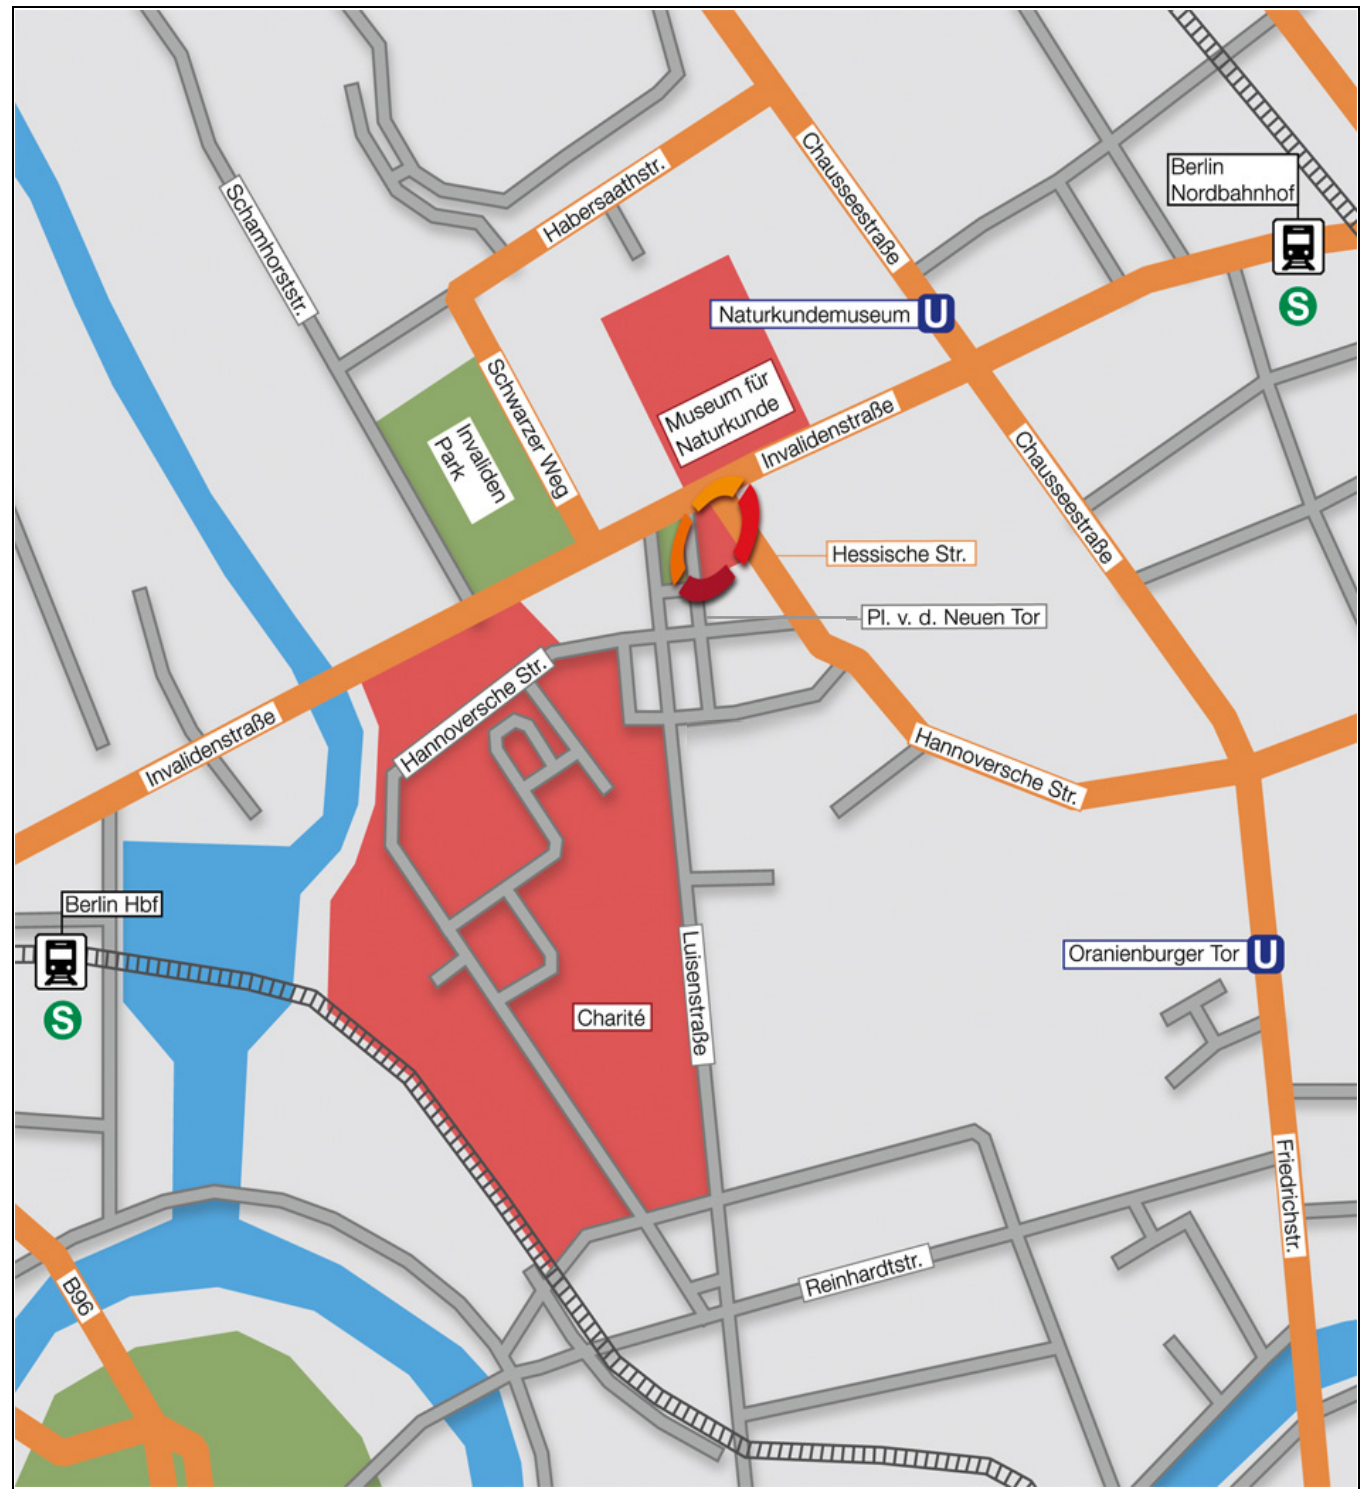 Berlin
Nordbahnhof
S
Habersaathstr.
Chausseestraße
Schamhorststr.
Naturkundemuseum U
Museum für
Naturkunde
Schwarzer Weg
Invaliden
Park
Invalidenstraße
Chausseestraße
Hessische Str.
Pl. v. d. Neuen Tor
Hannoversche Str.
Invalidenstraße
Hannoversche Str.
Berlin Hbf
S
Luisenstraße
Oranienburger Tor U
Charité
Friedrichstr.
Reinhardtstr.
B96